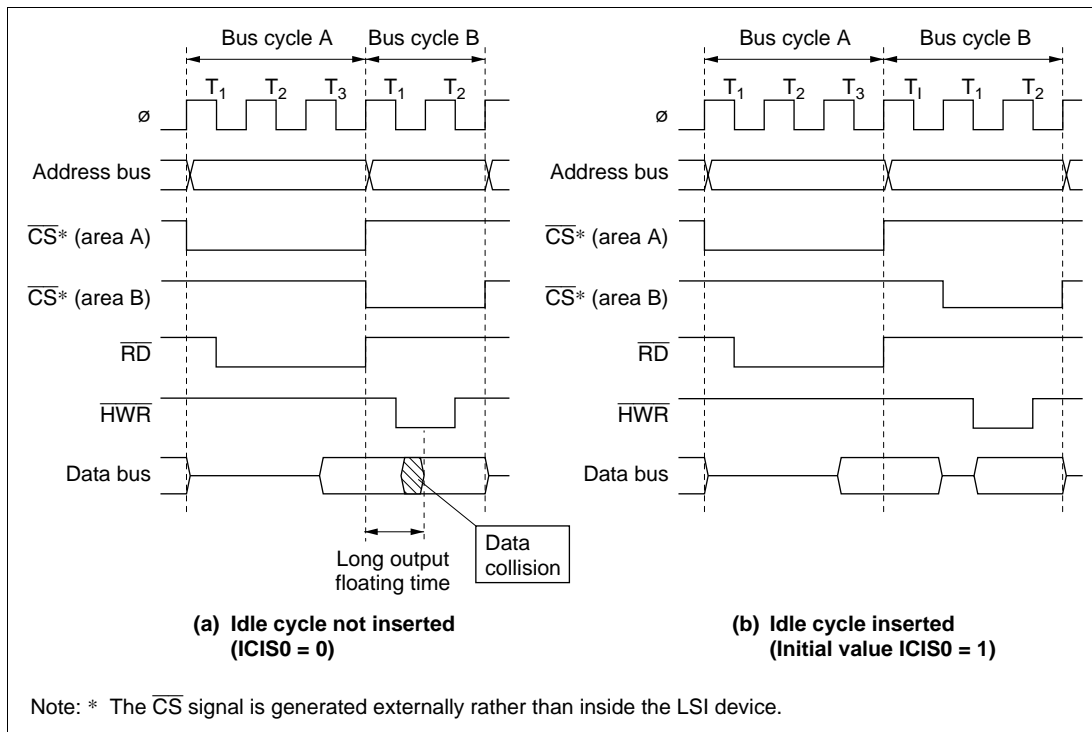 Bus cycle A Bus cycle B
T1 T2 T3 T1 T2
ø
Address bus
CS* (area A)
CS* (area B)
RD
HWR
Data bus
Long output
floating time
Data
collision
(a) Idle cycle not inserted
(ICIS0 = 0)
Bus cycle A Bus cycle B
T1 T2 T3 TI T1 T2
ø
Address bus
CS* (area A)
CS* (area B)
RD
HWR
Data bus
(b) Idle cycle inserted
(Initial value ICIS0 = 1)
Note: * The CS signal is generated externally rather than inside the LSI device.